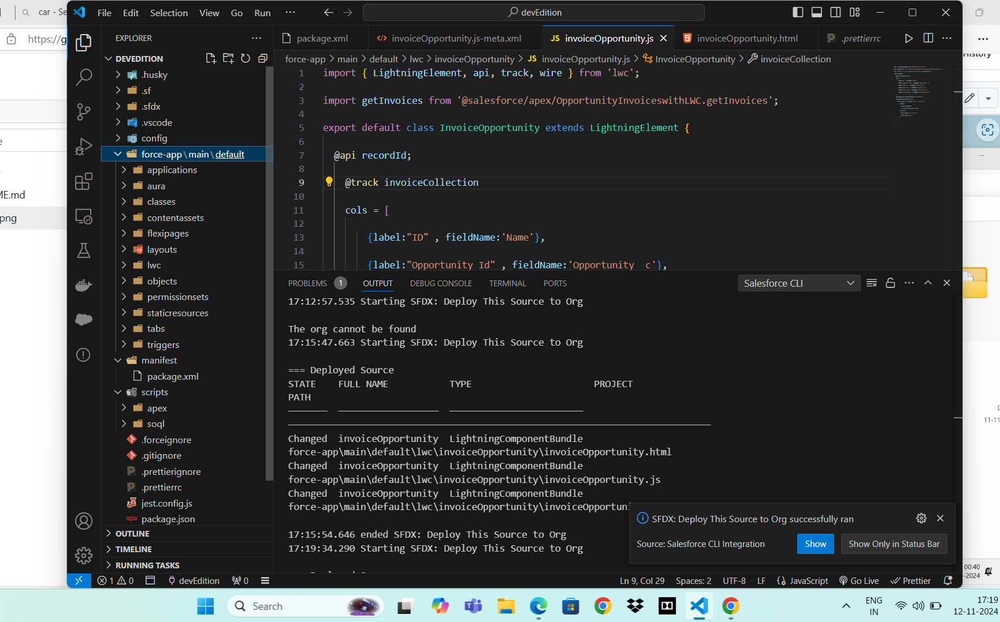 car - Se
File Edit Selection View Go Run ··· devEdition
https://g
EXPLORER
package.xml
invoiceOpportunity.js-meta.xml
JS invoiceOpportunity.js
invoiceOpportunity.html
.prettierrc
History
DEVEDITION
force-app > main > default > lwc > invoiceOpportunity > JS invoiceOpportunity.js > InvoiceOpportunity > invoiceCollection
.husky
.sf
.sfdx
.vscode
config
force-app\main\default
applications
aura
classes
contentassets
flexipages
layouts
lwc
objects
permissionsets
staticresources
tabs
triggers
manifest
package.xml
scripts
apex
soql
.forceignore
.gitignore
.prettierignore
.prettierrc
jest.config.js
package.json
OUTLINE
TIMELINE
RUNNING TASKS
ME.md
png
1 import { LightningElement, api, track, wire } from 'lwc';
2
3 import getInvoices from '@salesforce/apex/OpportunityInvoiceswithLWC.getInvoices';
4
5 export default class InvoiceOpportunity extends LightningElement {
6
7 @api recordId;
8
9 @track invoiceCollection
10
11 cols = [
12
13 {label:"ID" , fieldName:'Name'},
14
15 {label:"Opportunity Id" , fieldName:'Opportunity__c'},
PROBLEMS 1 OUTPUT DEBUG CONSOLE TERMINAL PORTS Salesforce CLI
17:12:57.535 Starting SFDX: Deploy This Source to Org
The org cannot be found
17:15:47.663 Starting SFDX: Deploy This Source to Org
=== Deployed Source
STATE FULL NAME TYPE PROJECT
PATH
Changed invoiceOpportunity LightningComponentBundle
force-app\main\default\lwc\invoiceOpportunity\invoiceOpportunity.html
Changed invoiceOpportunity LightningComponentBundle
force-app\main\default\lwc\invoiceOpportunity\invoiceOpportunity.js
Changed invoiceOpportunity LightningComponentBundle
force-app\main\default\lwc\invoiceOpportunity\invoiceOpportuni
17:15:54.646 ended SFDX: Deploy This Source to Org
17:19:34.290 Starting SFDX: Deploy This Source to Org
SFDX: Deploy This Source to Org successfully ran
Source: Salesforce CLI Integration
Show
Show Only in Status Bar
11-11
00:40
-2024
1 0 devEdition 0
Ln 9, Col 29 Spaces: 2 UTF-8 LF {} JavaScript Go Live Prettier
Search
ENG
IN
17:19
12-11-2024